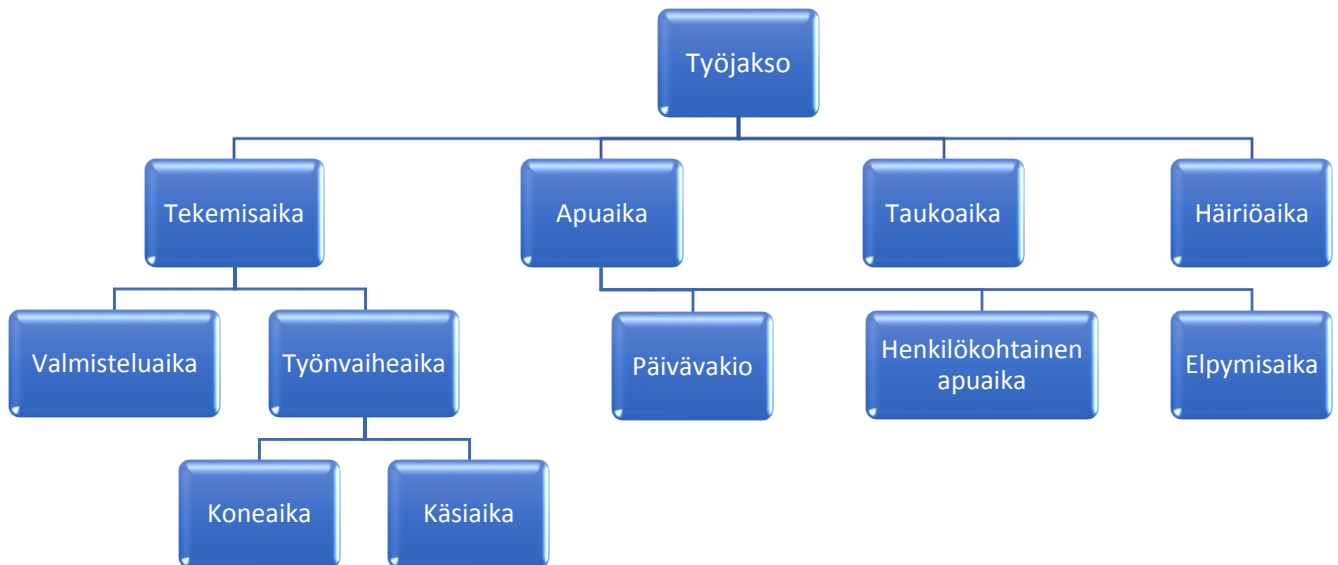 Työjakso
Tekemisaika
Apuaika
Taukoaika
Häiriöaika
Valmisteluaika
Työnvaiheaika
Päivävakio
Henkilökohtainen
apuaika
Elpymisaika
Koneaika
Käsiaika